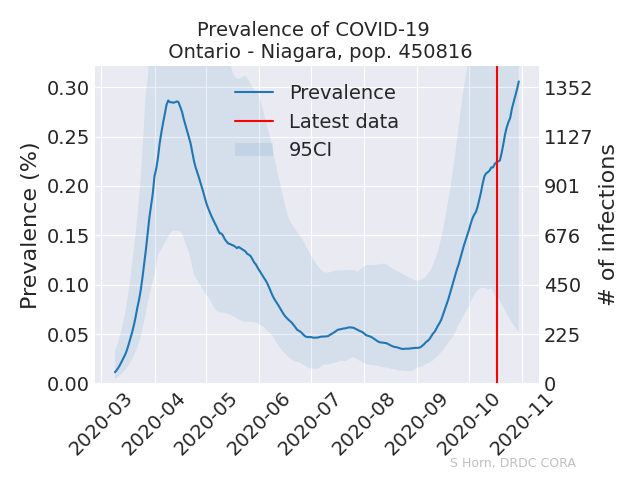 Prevalence of COVID-19
Ontario - Niagara, pop. 450816
Prevalence
Latest data
95CI
Prevalence (%)
0.30
0.25
0.20
0.15
0.10
0.05
0.00
1352
1127
901
676
450
225
0
# of infections
2020-03
2020-04
2020-05
2020-06
2020-07
2020-08
2020-09
2020-10
2020-11
S Horn, DRDC CORA